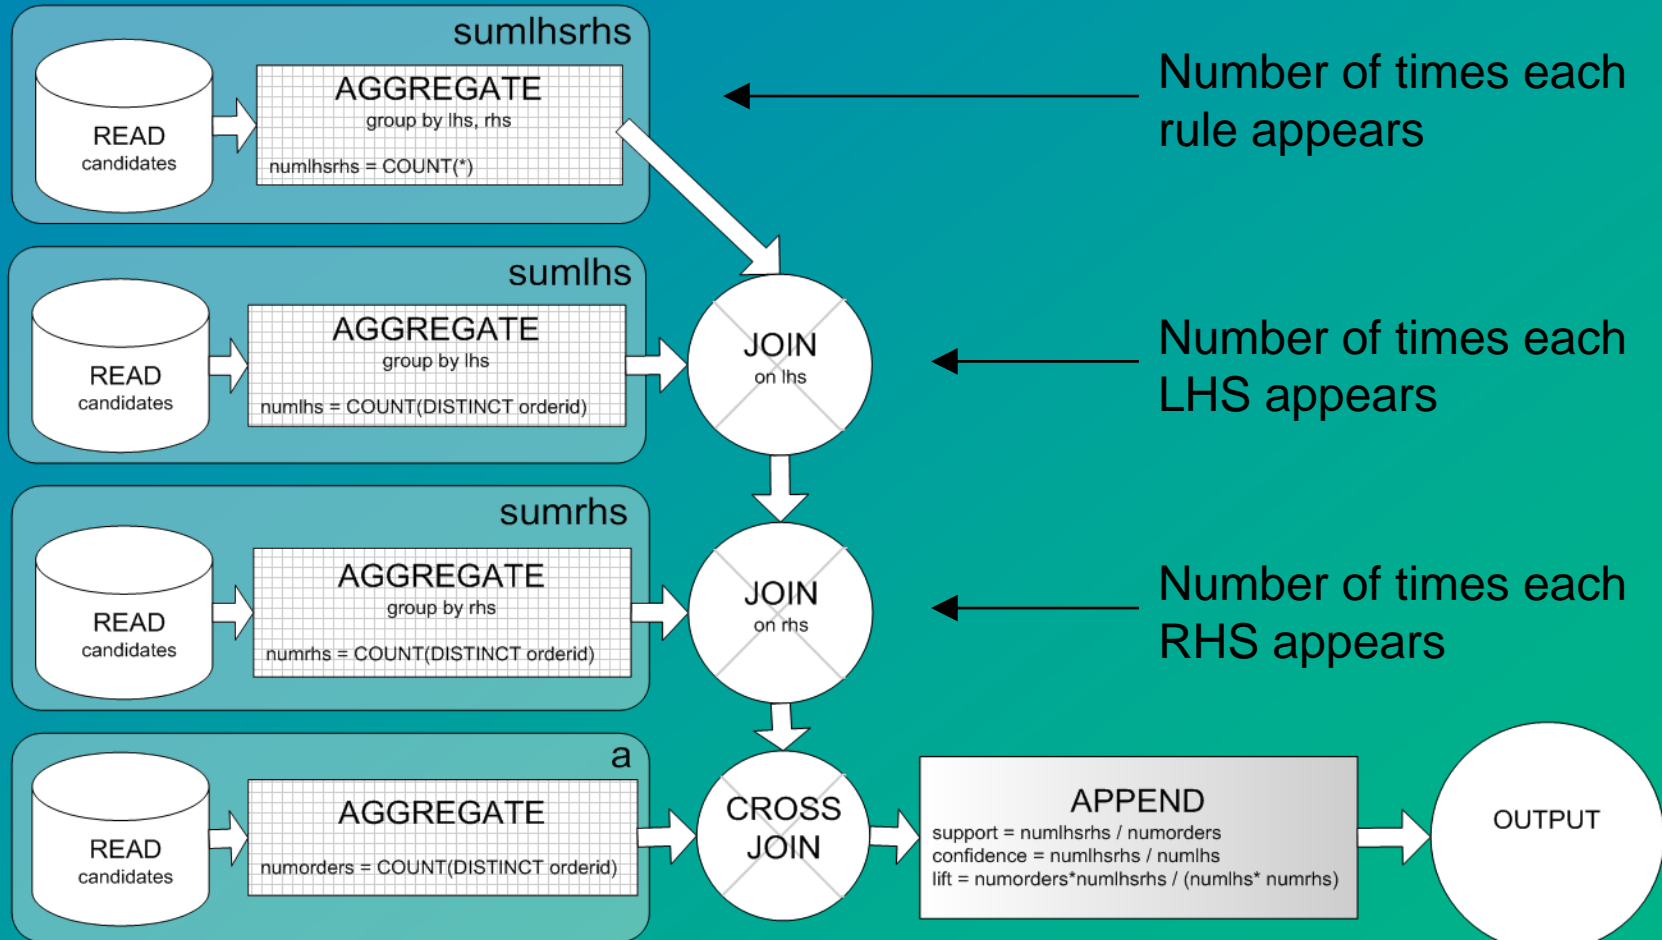 sumlhsrhs
READ
candidates
AGGREGATE
group by lhs, rhs
numlhsrhs = COUNT(*)
Number of times each
rule appears
sumlhs
READ
candidates
AGGREGATE
group by lhs
numlhs = COUNT(DISTINCT orderid)
JOIN
on lhs
Number of times each
LHS appears
sumrhs
READ
candidates
AGGREGATE
group by rhs
numrhs = COUNT(DISTINCT orderid)
JOIN
on rhs
Number of times each
RHS appears
a
READ
candidates
AGGREGATE
numorders = COUNT(DISTINCT orderid)
CROSS
JOIN
APPEND
support = numlhsrhs / numorders
confidence = numlhsrhs / numlhs
lift = numorders*numlhsrhs / (numlhs* numrhs)
OUTPUT